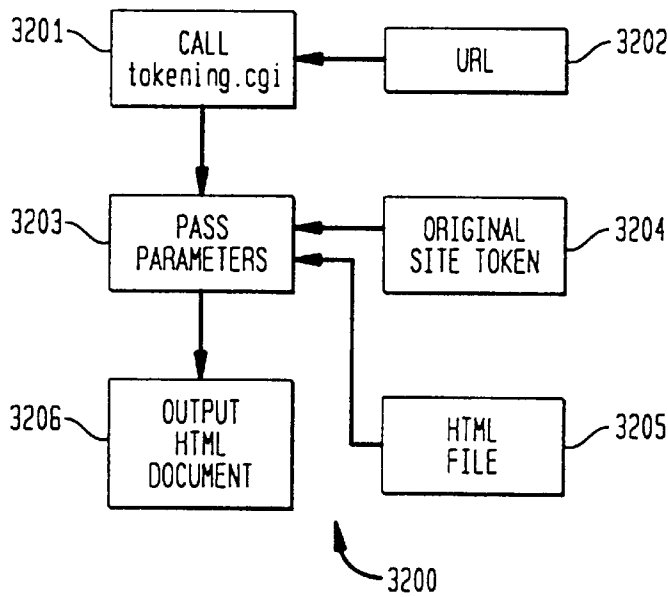 3201
CALL
tokening.cgi
URL
3202
3203
PASS
PARAMETERS
ORIGINAL
SITE TOKEN
3204
3206
OUTPUT
HTML
DOCUMENT
HTML
FILE
3205
3200